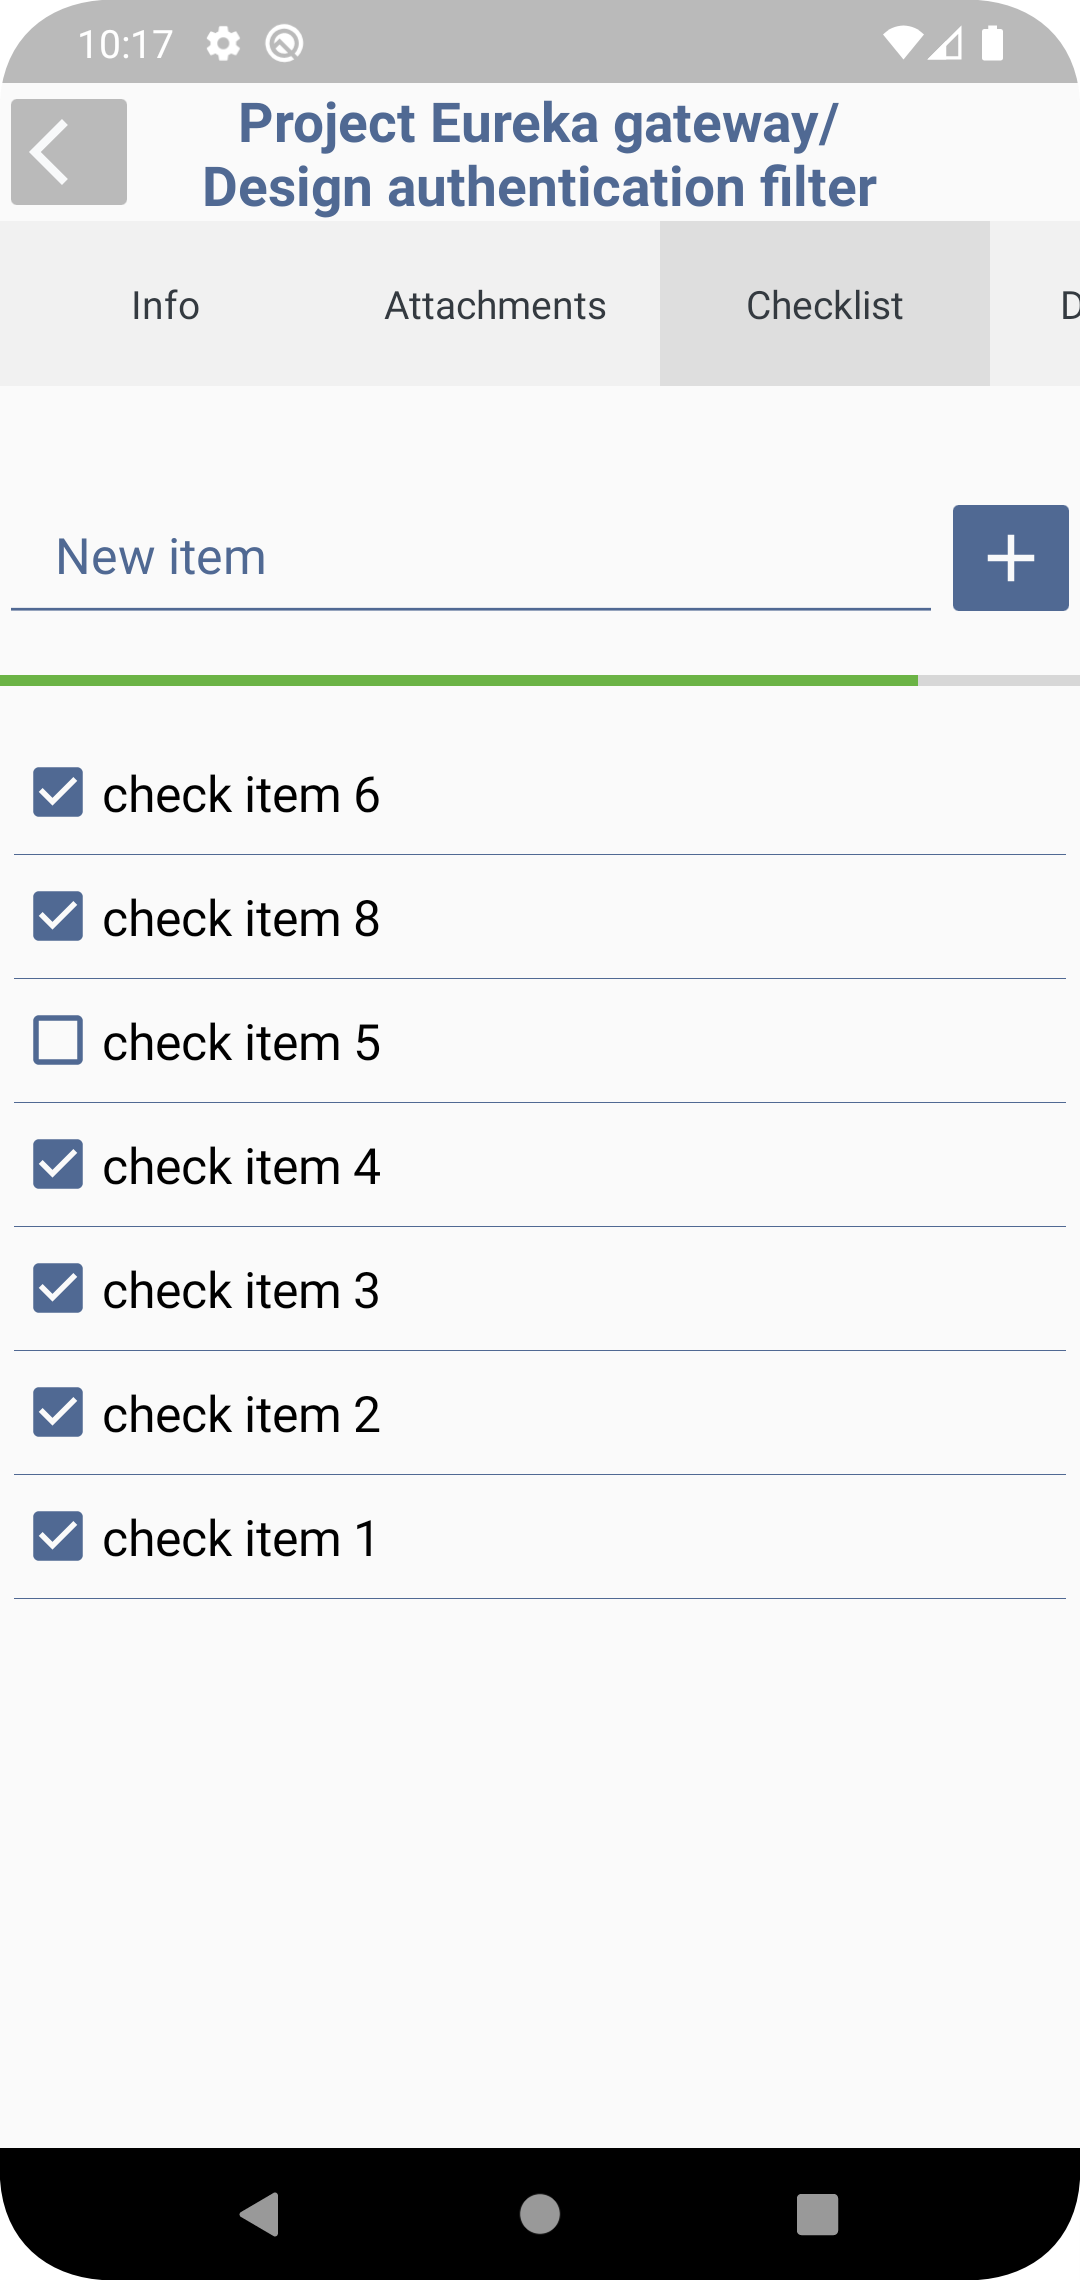 10:17
Project Eureka gateway/
Design authentication filter
Info
Attachments
Checklist
D
New item
check item 6
check item 8
check item 5
check item 4
check item 3
check item 2
check item 1